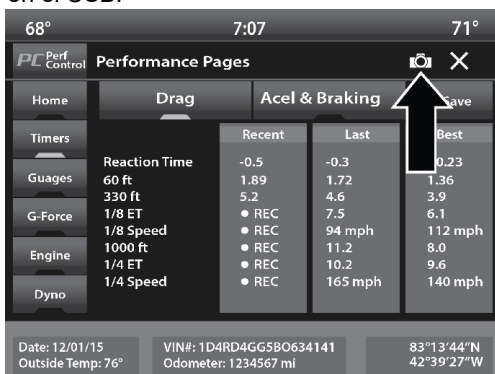 68° 7:07 71°
PC Perf Control Performance Pages
Home Drag Acel & Braking
Timers Recent Last Best
Reaction Time -0.5 -0.3
Guages 60 ft 1.89 1.72 1.36
330 ft 5.2 4.6 3.9
G-Force 1/8 ET • REC 7.5 6.1
1/8 Speed • REC 94 mph 112 mph
Engine 1000 ft • REC 11.2 8.0
1/4 ET • REC 10.2 9.6
Dyno 1/4 Speed • REC 165 mph 140 mph
Date: 12/01/15 VIN#: 1D4RD4GG5BO634141 83°13'44"N
Outside Temp: 76° Odometer: 1234567 mi 42°39'27"W